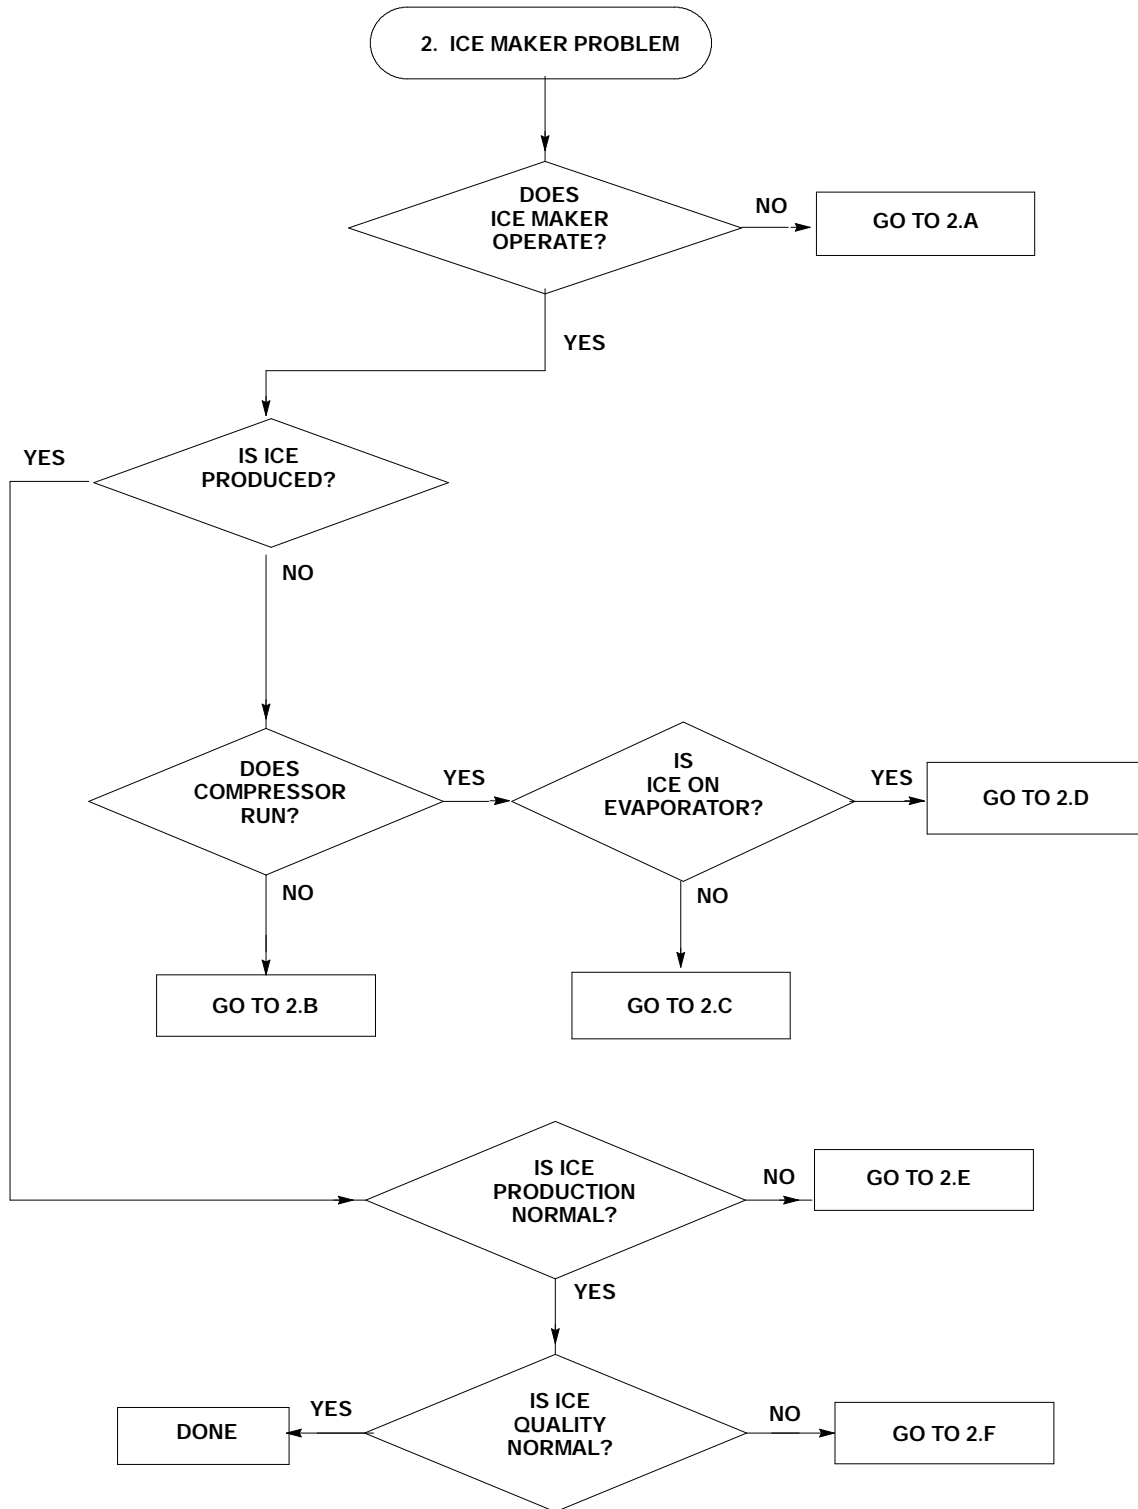 2. ICE MAKER PROBLEM
DOES
ICE MAKER
OPERATE?
NO
GO TO 2.A
YES
YES
IS ICE
PRODUCED?
NO
DOES
COMPRESSOR
RUN?
YES
IS
ICE ON
EVAPORATOR?
YES
GO TO 2.D
NO
NO
GO TO 2.B
GO TO 2.C
IS ICE
PRODUCTION
NORMAL?
NO
GO TO 2.E
YES
IS ICE
QUALITY
NORMAL?
YES
DONE
NO
GO TO 2.F